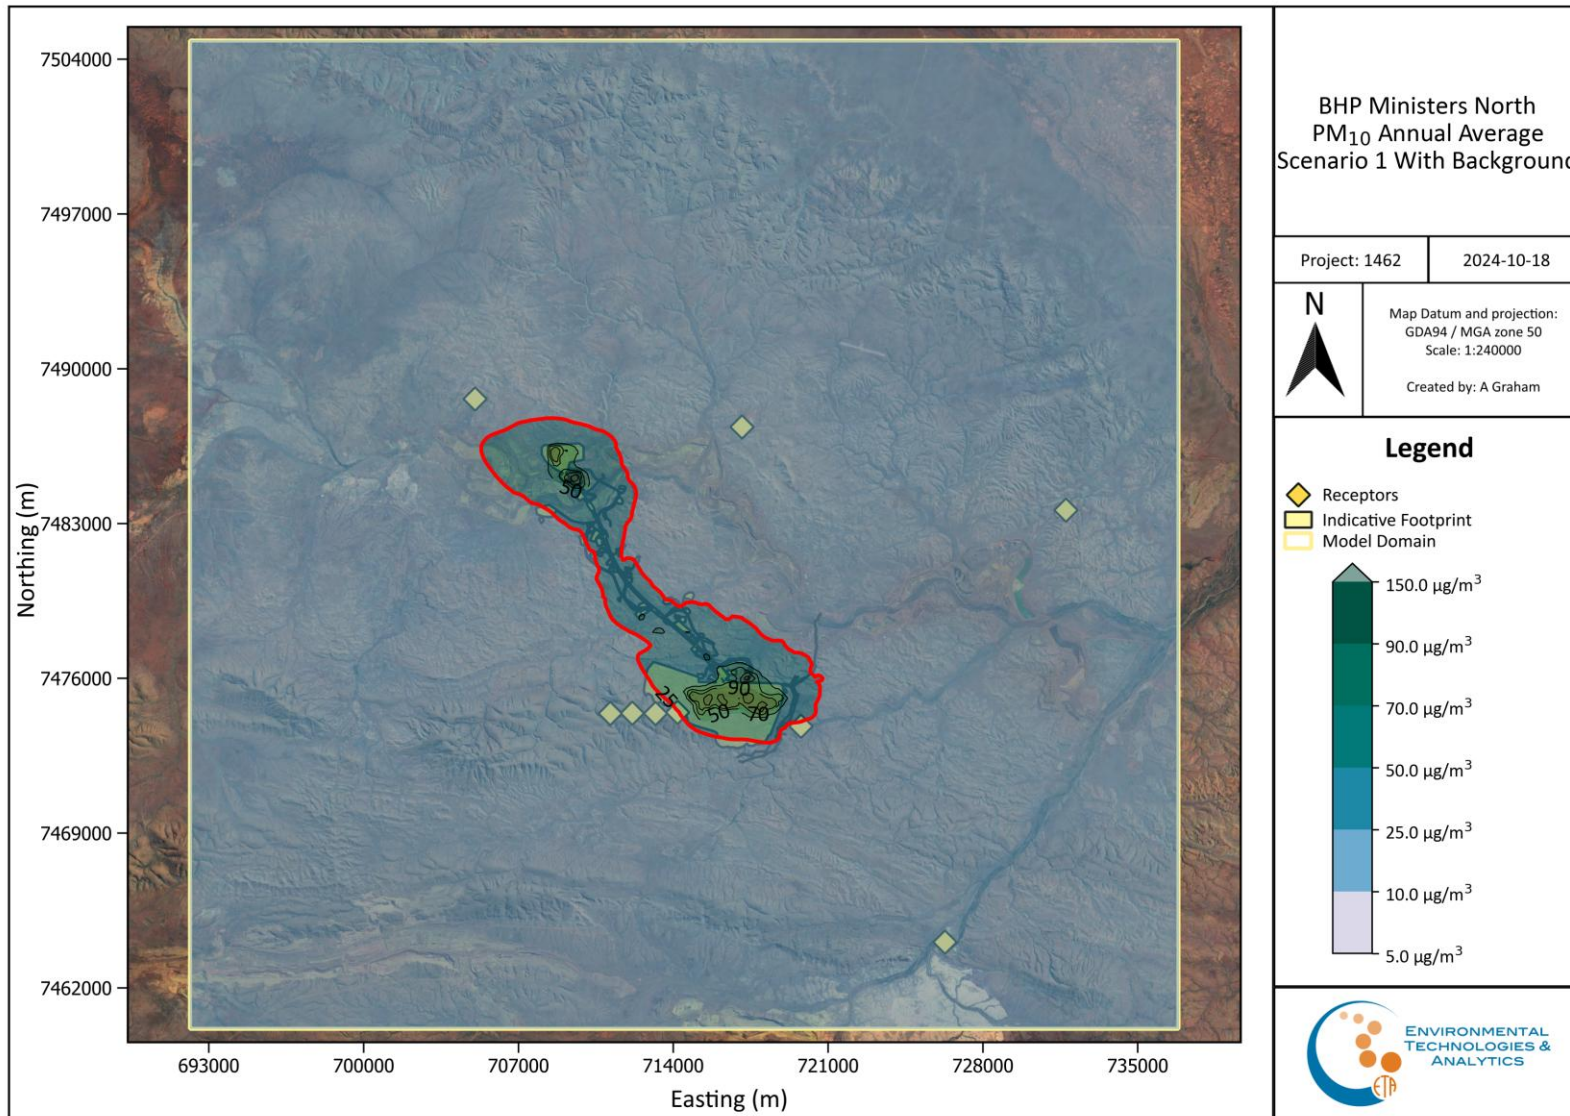 BHP Ministers North
PM₁₀ Annual Average
Scenario 1 With Background
Project: 1462
2024-10-18
N
Map Datum and projection:
GDA94 / MGA zone 50
Scale: 1:240000
Created by: A Graham
Legend
Receptors
Indicative Footprint
Model Domain
150.0 µg/m³
90.0 µg/m³
70.0 µg/m³
50.0 µg/m³
25.0 µg/m³
10.0 µg/m³
5.0 µg/m³
ENVIRONMENTAL
TECHNOLOGIES &
ANALYTICS
ETA
Northing (m)
7504000
7497000
7490000
7483000
7476000
7469000
7462000
50
25
90
50
70
693000
700000
707000
714000
721000
728000
735000
Easting (m)